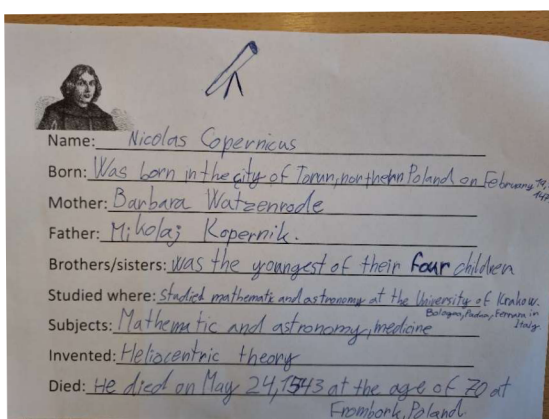 Name: Nicolas Copernicus
Born: Was born in the city of Torun, northern Poland on February 19,
147
Mother: Barbara Watzenrode
Father: Mikolaj Kopernik.
Brothers/sisters: was the youngest of their four children
Studied where: studied mathematic and astronomy at the University of Krakow.
Bologna, Padua, Ferrara in
Italy
Subjects: Mathematic and astronomy, medicine
Invented: Heliocentric theory
Died: He died on May 24, 1543 at the age of 70 at
Frombork, Poland